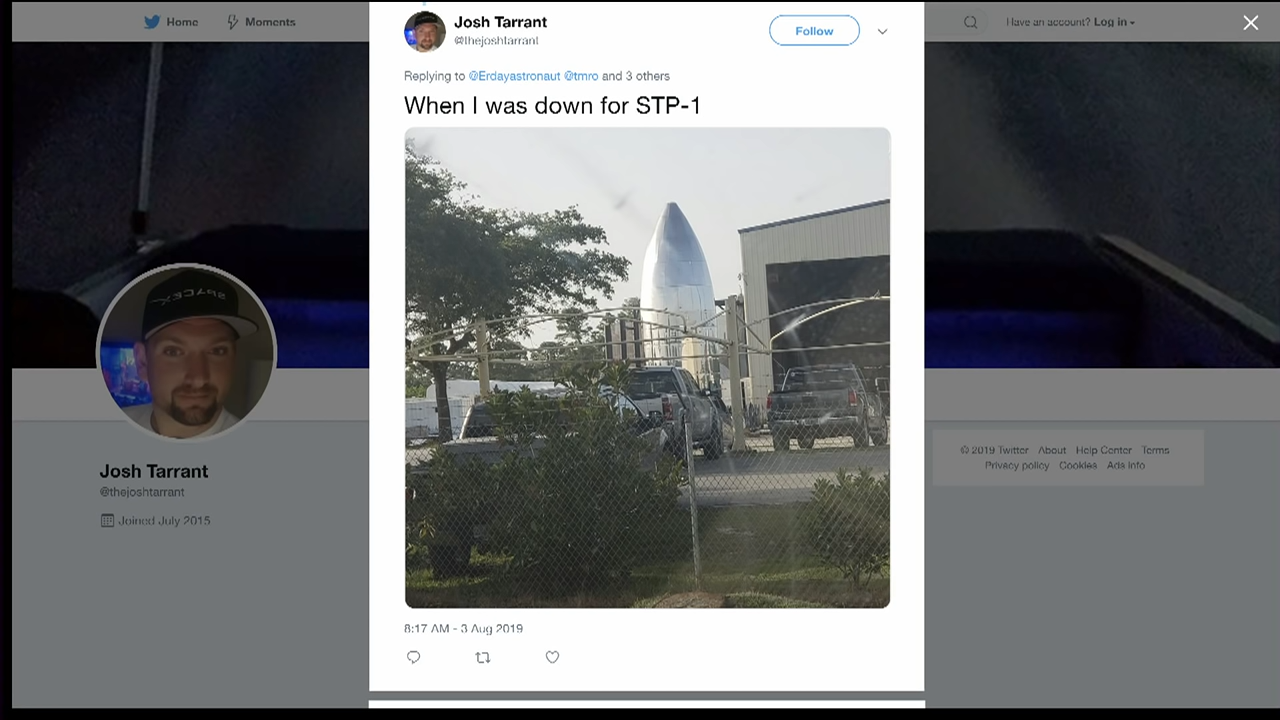 Home
Moments
Josh Tarrant
@thejoshtarrant
Follow
Have an account? Log in
Replying to @Erdayastronaut @tmro and 3 others
When I was down for STP-1
SPACEX
Josh Tarrant
@thejoshtarrant
Joined July 2015
© 2019 Twitter About Help Center Terms
Privacy policy Cookies Ads info
8:17 AM - 3 Aug 2019